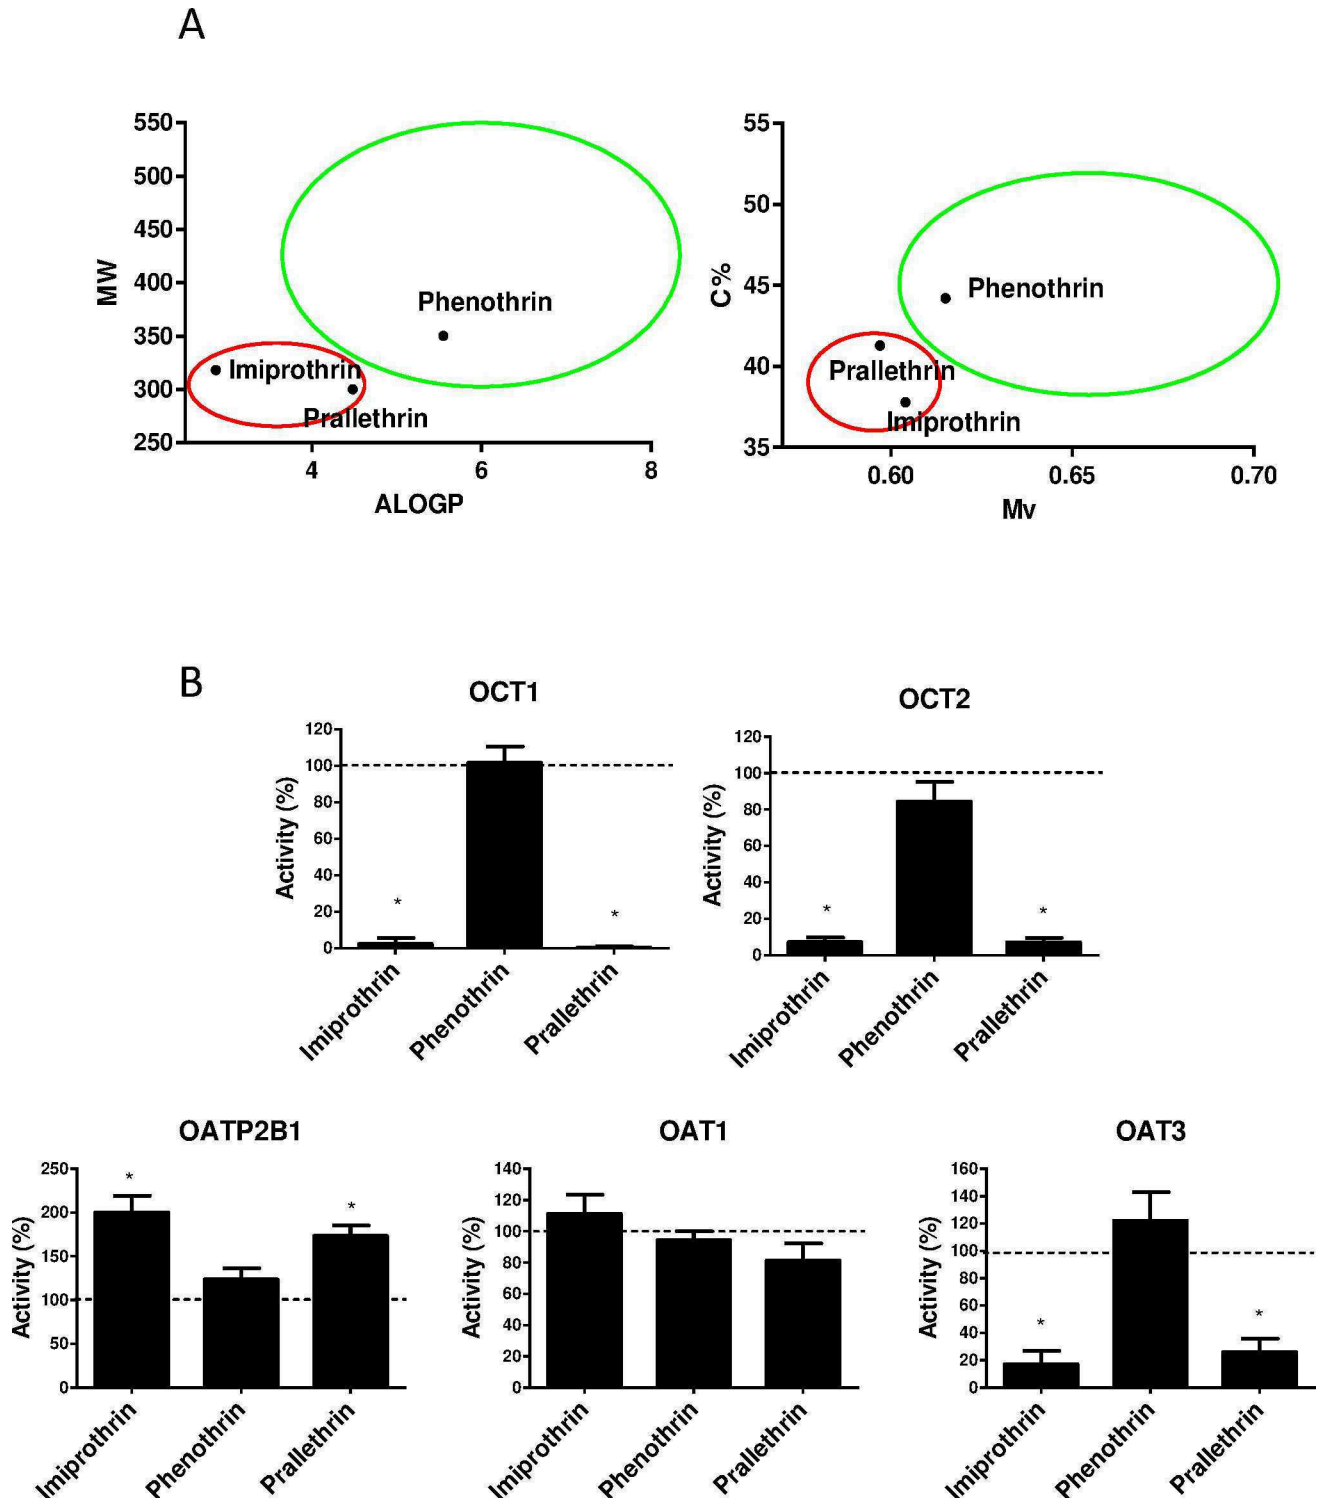 A
550
500
450
400
350
300
250
MW
Phenothrin
Imiprothrin
Prallethrin
4
6
8
ALOGP
55
50
45
40
35
C%
Phenothrin
Prallethrin
Imiprothrin
0.60
0.65
0.70
Mv
B
OCT1
120
100
80
60
40
20
0
Activity (%)
*
*
Imiprothrin
Phenothrin
Prallethrin
OCT2
120
100
80
60
40
20
0
Activity (%)
*
*
Imiprothrin
Phenothrin
Prallethrin
OATP2B1
250
200
150
100
50
0
Activity (%)
*
*
Imiprothrin
Phenothrin
Prallethrin
OAT1
140
120
100
80
60
40
20
0
Activity (%)
Imiprothrin
Phenothrin
Prallethrin
OAT3
160
140
120
100
80
60
40
20
0
Activity (%)
*
*
Imiprothrin
Phenothrin
Prallethrin